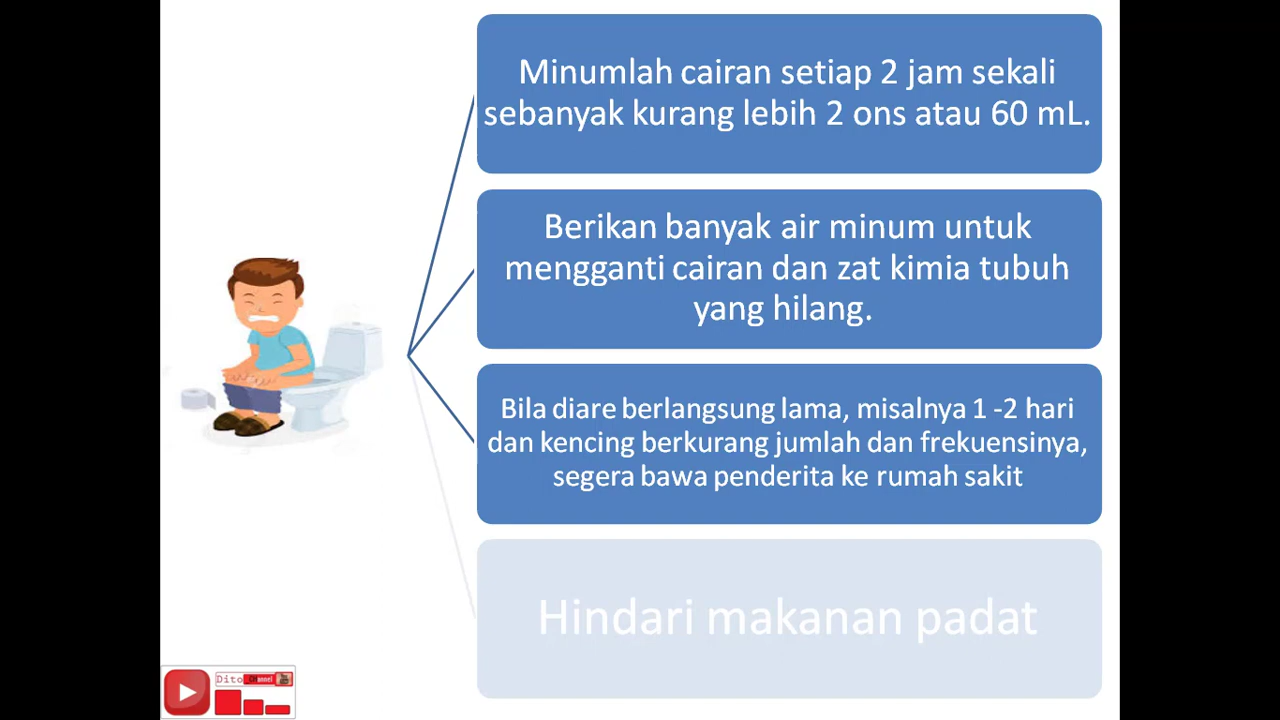 Minumlah cairan setiap 2 jam sekali
sebanyak kurang lebih 2 ons atau 60 mL.
Berikan banyak air minum untuk
mengganti cairan dan zat kimia tubuh
yang hilang.
Bila diare berlangsung lama, misalnya 1 -2 hari
dan kencing berkurang jumlah dan frekuensinya,
segera bawa penderita ke rumah sakit
Hindari makanan padat
Dito